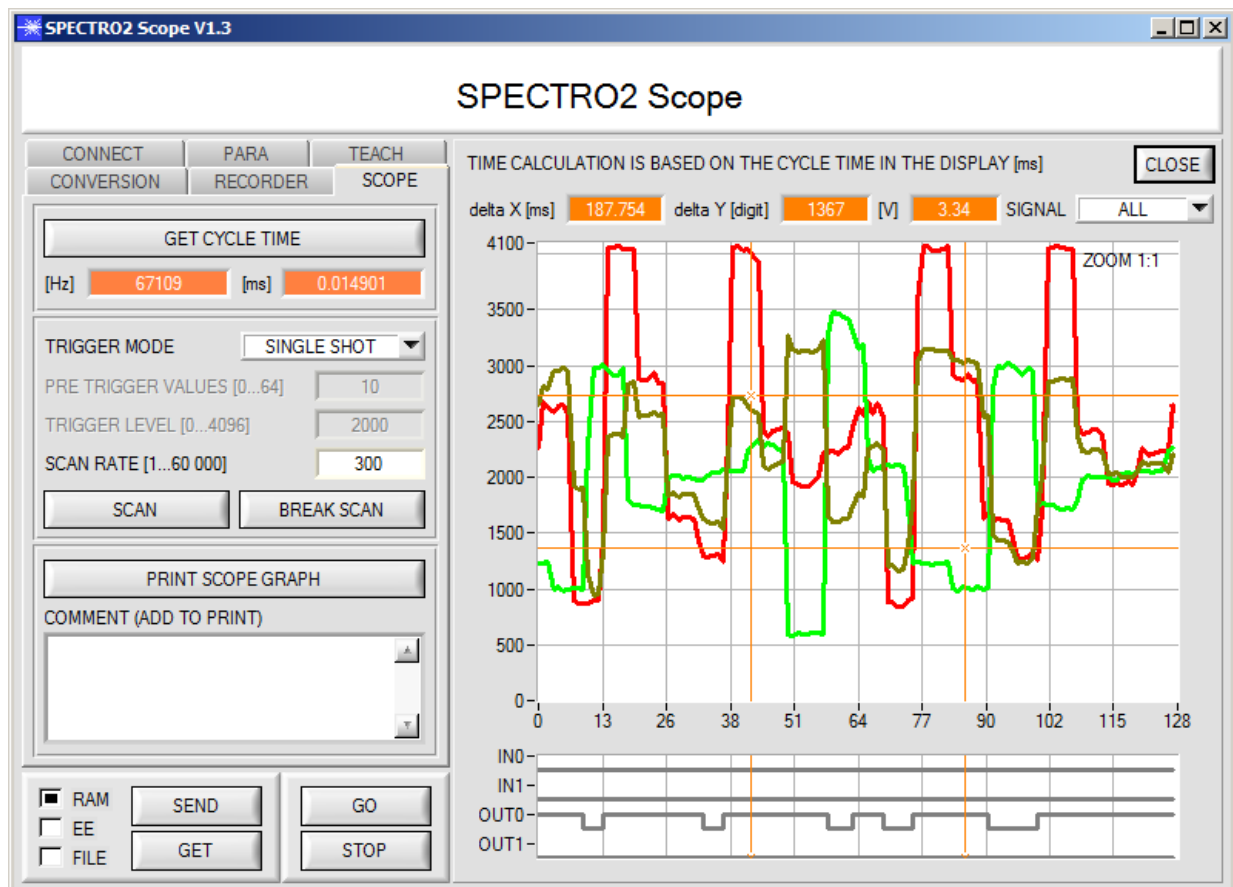 SPECTRO2 Scope V1.3
SPECTRO2 Scope
CONNECT PARA TEACH
CONVERSION RECORDER SCOPE
GET CYCLE TIME
[Hz] 67109 [ms] 0.014901
TRIGGER MODE SINGLE SHOT
PRE TRIGGER VALUES [0...64] 10
TRIGGER LEVEL [0...4096] 2000
SCAN RATE [1...60 000] 300
SCAN BREAK SCAN
PRINT SCOPE GRAPH
COMMENT (ADD TO PRINT)
RAM SEND GO
EE
FILE GET STOP
TIME CALCULATION IS BASED ON THE CYCLE TIME IN THE DISPLAY [ms] CLOSE
delta X [ms] 187.754 delta Y [digit] 1367 [V] 3.34 SIGNAL ALL
ZOOM 1:1
4100
3500
3000
2500
2000
1500
1000
500
0
0 13 26 38 51 64 77 90 102 115 128
IN0
IN1
OUT0
OUT1